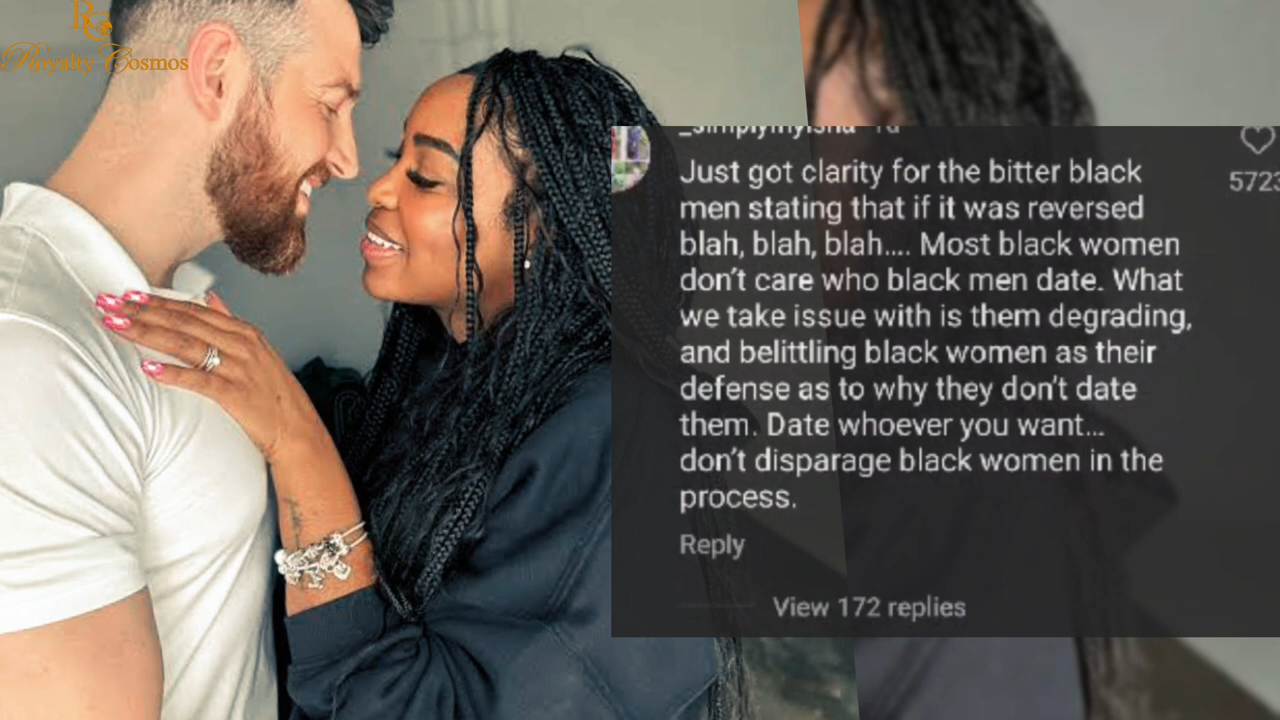 RC
Royalty Cosmos
_simplymyisha 1d
Just got clarity for the bitter black
5723
men stating that if it was reversed
blah, blah, blah.... Most black women
don't care who black men date. What
we take issue with is them degrading,
and belittling black women as their
defense as to why they don't date
them. Date whoever you want...
don't disparage black women in the
process.
Reply
View 172 replies